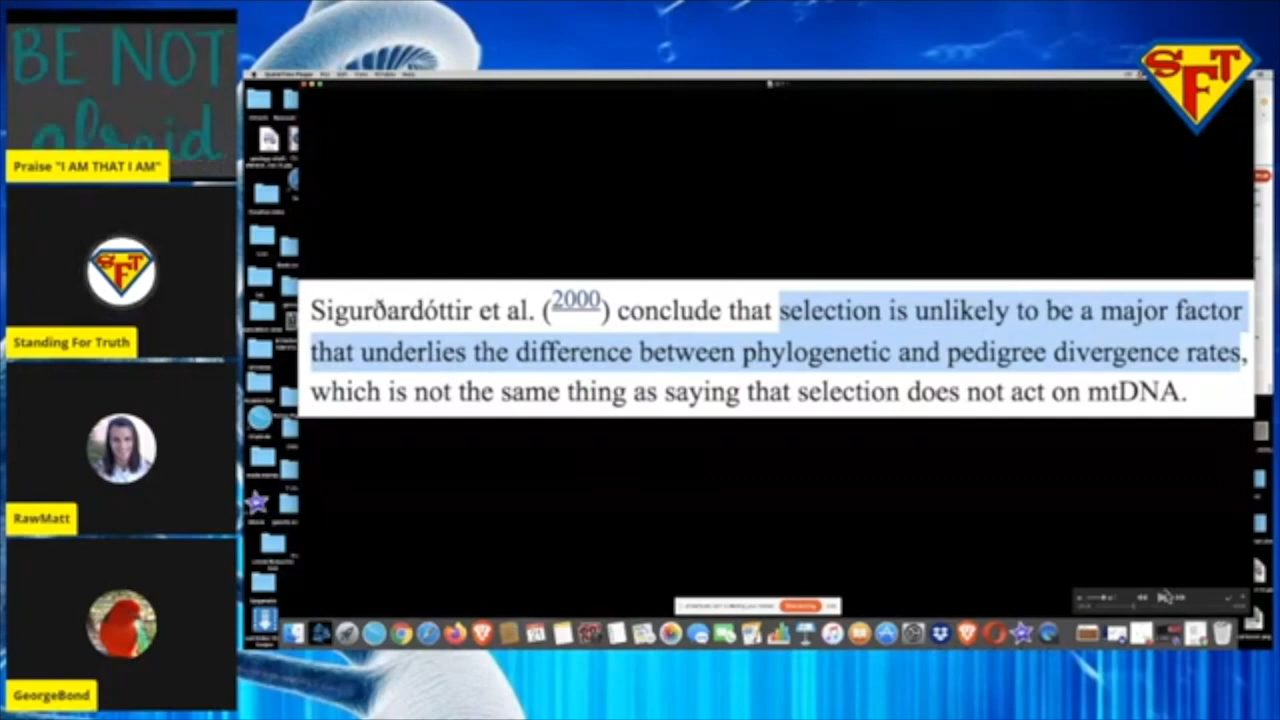 BE NOT
afraid
Praise "I AM THAT I AM"
Standing For Truth
RawMatt
GeorgeBond
SFT
SFT
Sigurðardóttir et al. (2000) conclude that selection is unlikely to be a major factor
that underlies the difference between phylogenetic and pedigree divergence rates,
which is not the same thing as saying that selection does not act on mtDNA.